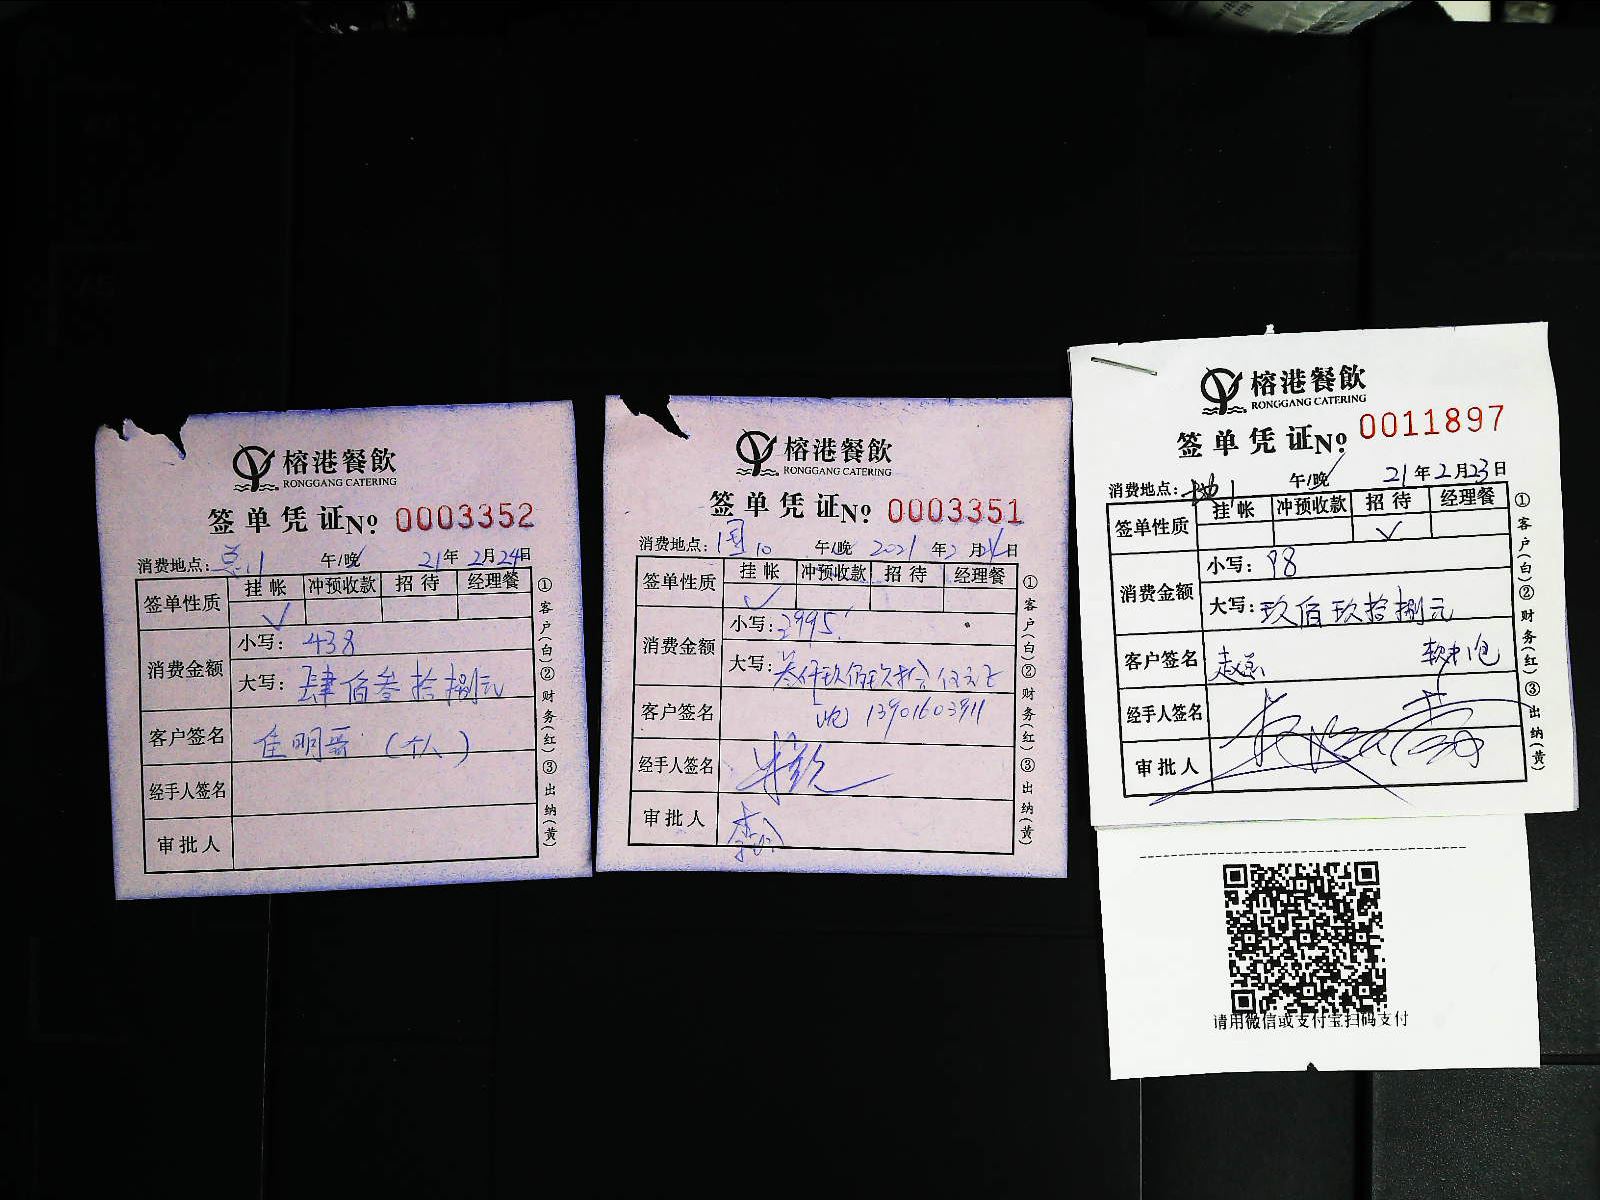 榕港餐飲
RONGGANG CATERING
签单凭证No 0003352
消费地点: 午/晚 21年2月24日
签单性质 挂帐 冲预收款 招待 经理餐
消费金额
小写: 438
大写: 肆佰叁拾捌元
客户签名 佳明哥
经手人签名
审批人
①客户(白)②财务(红)③出纳(黄)
榕港餐飲
RONGGANG CATERING
签单凭证No 0003351
消费地点: 10 午/晚 2021年2月24日
签单性质 挂帐 冲预收款 招待 经理餐
消费金额
小写: 2995
大写:
客户签名 13901603911
经手人签名
审批人
①客户(白)②财务(红)③出纳(黄)
榕港餐飲
RONGGANG CATERING
签单凭证No 0011897
消费地点: 1 午/晚 21年2月23日
签单性质 挂帐 冲预收款 招待 经理餐
消费金额
小写: 98
大写: 玖佰玖拾捌元
客户签名
经手人签名
审批人
①客户(白)②财务(红)③出纳(黄)
请用微信或支付宝扫码支付